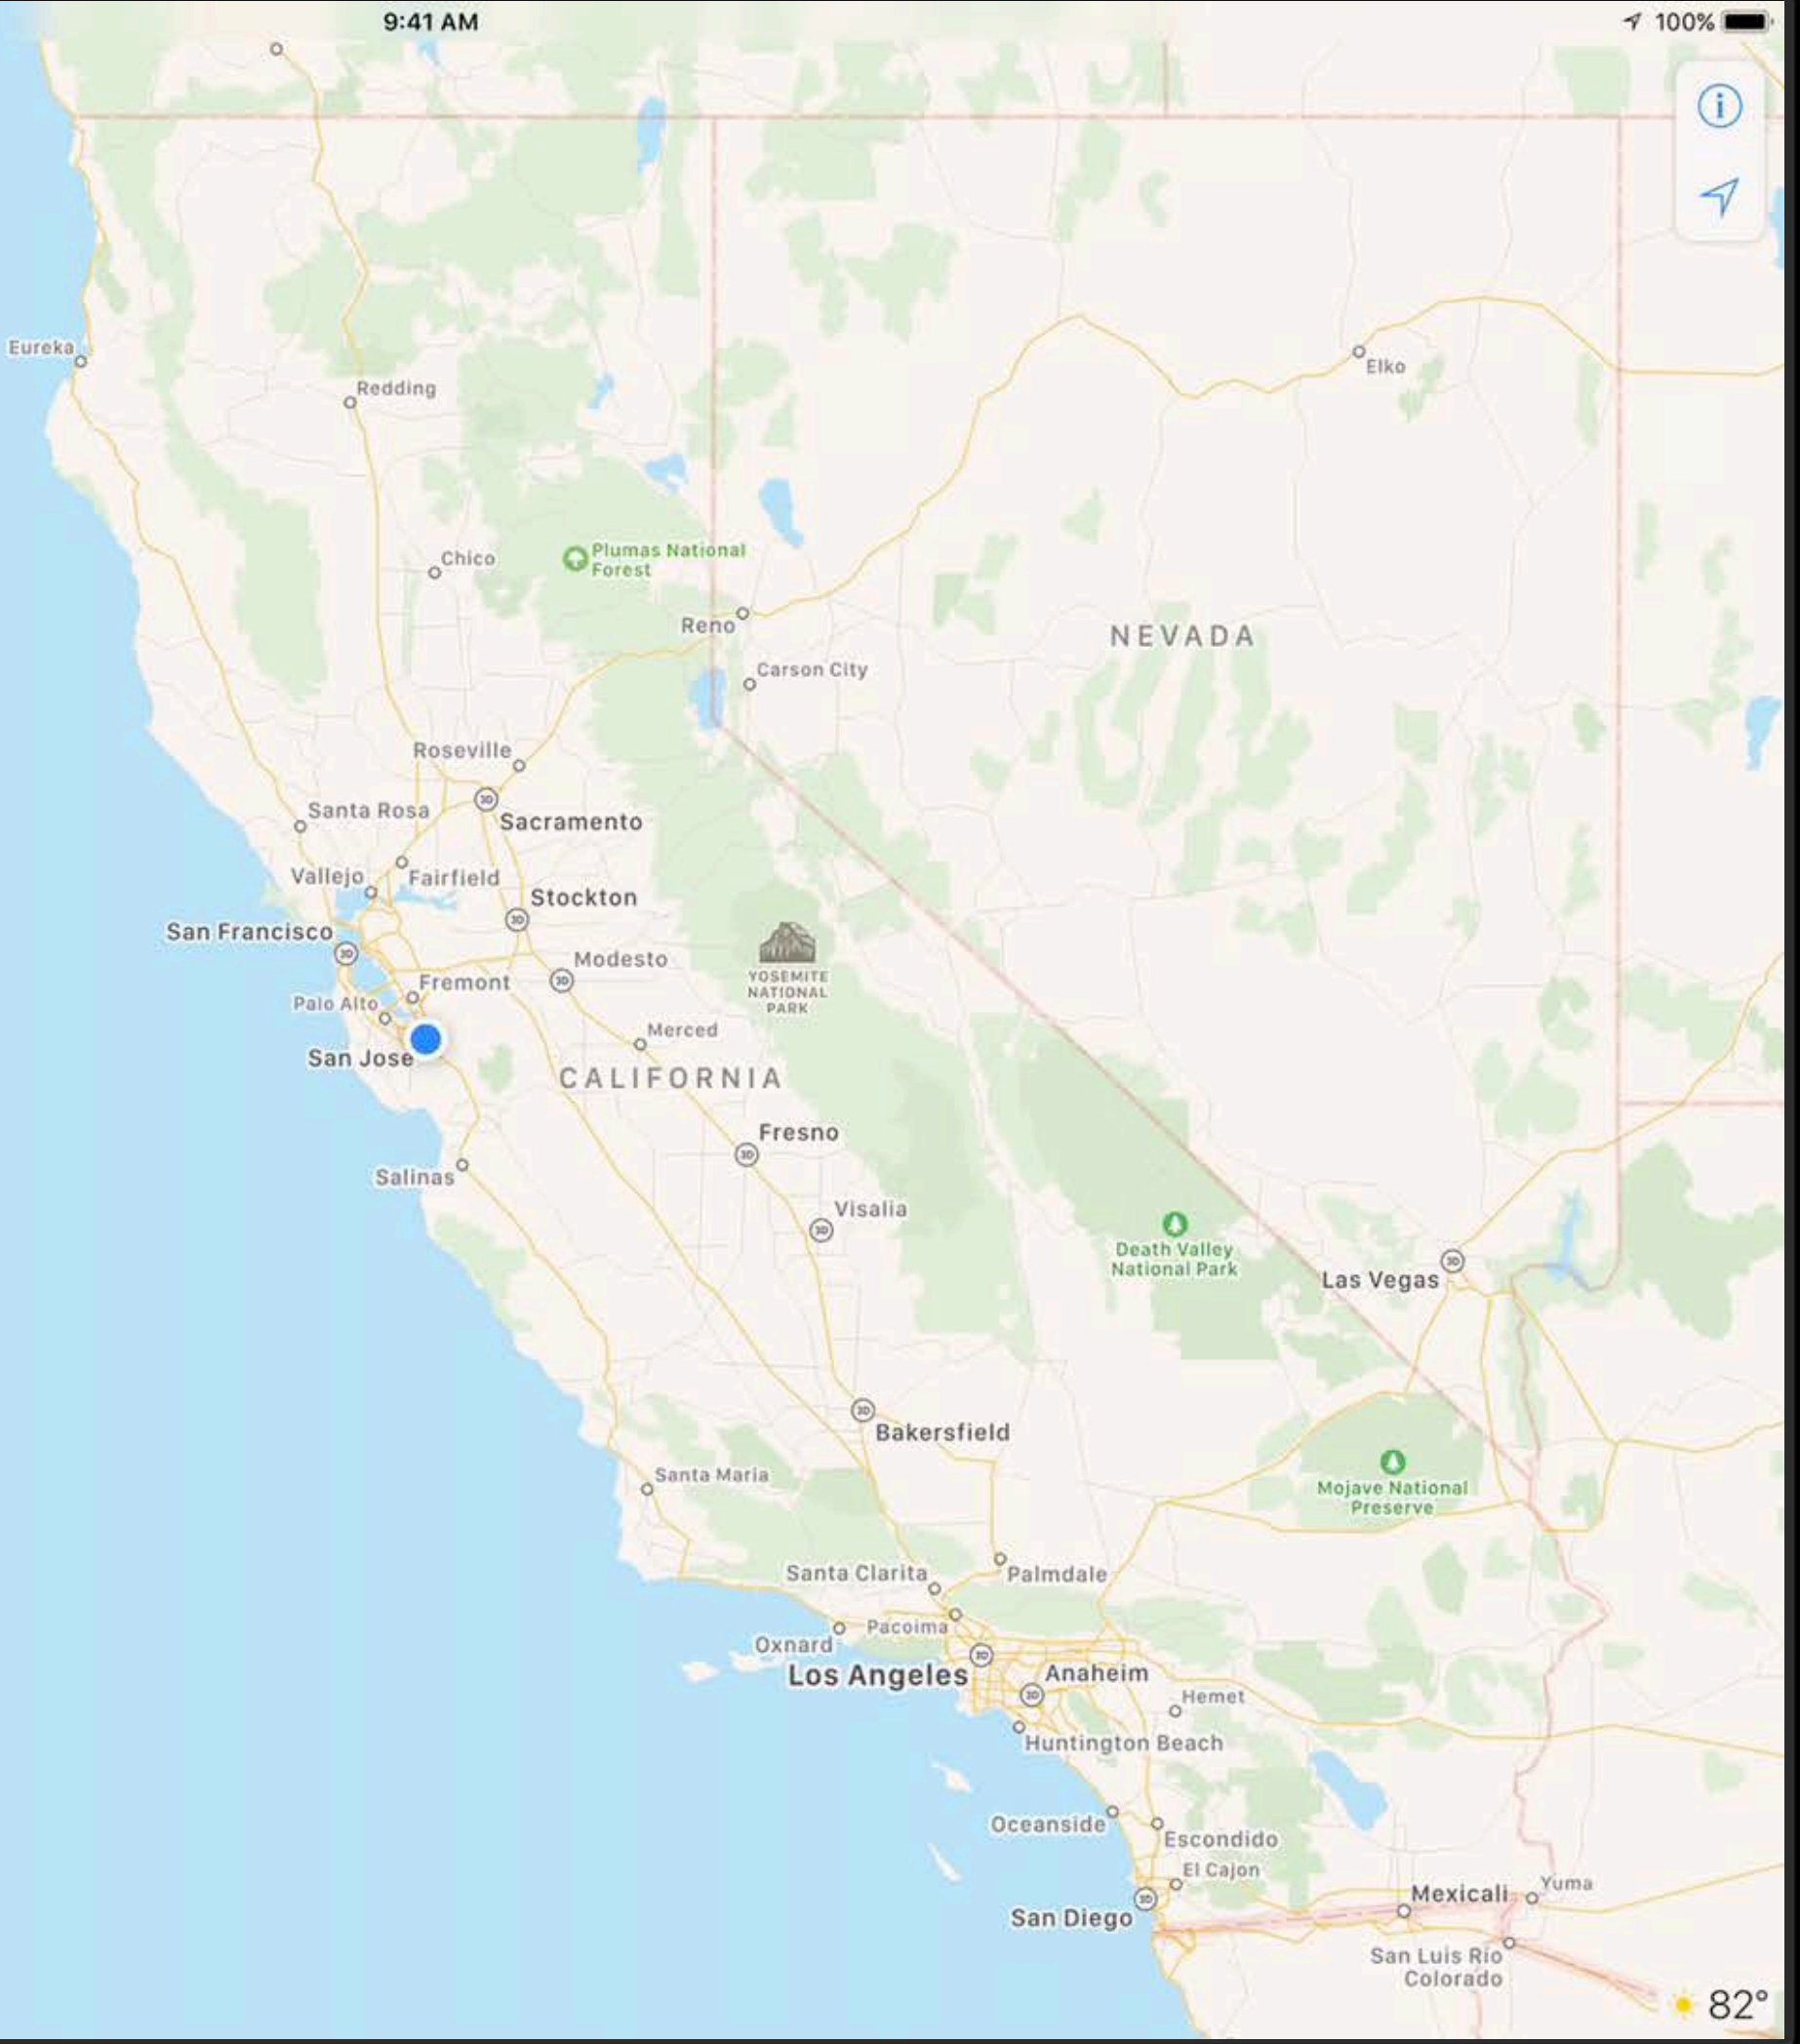 9:41 AM
100%
Eureka
Redding
Elko
Chico
Plumas National
Forest
Reno
NEVADA
Carson City
Roseville
Santa Rosa
Sacramento
Vallejo
Fairfield
Stockton
San Francisco
Modesto
YOSEMITE
NATIONAL
PARK
Fremont
Palo Alto
Merced
San Jose
CALIFORNIA
Fresno
Salinas
Visalia
Death Valley
National Park
Las Vegas
Bakersfield
Santa Maria
Mojave National
Preserve
Santa Clarita
Palmdale
Pacoima
Oxnard
Los Angeles
Anaheim
Hemet
Huntington Beach
Oceanside
Escondido
El Cajon
Yuma
Mexicali
San Diego
San Luis Río
Colorado
82°